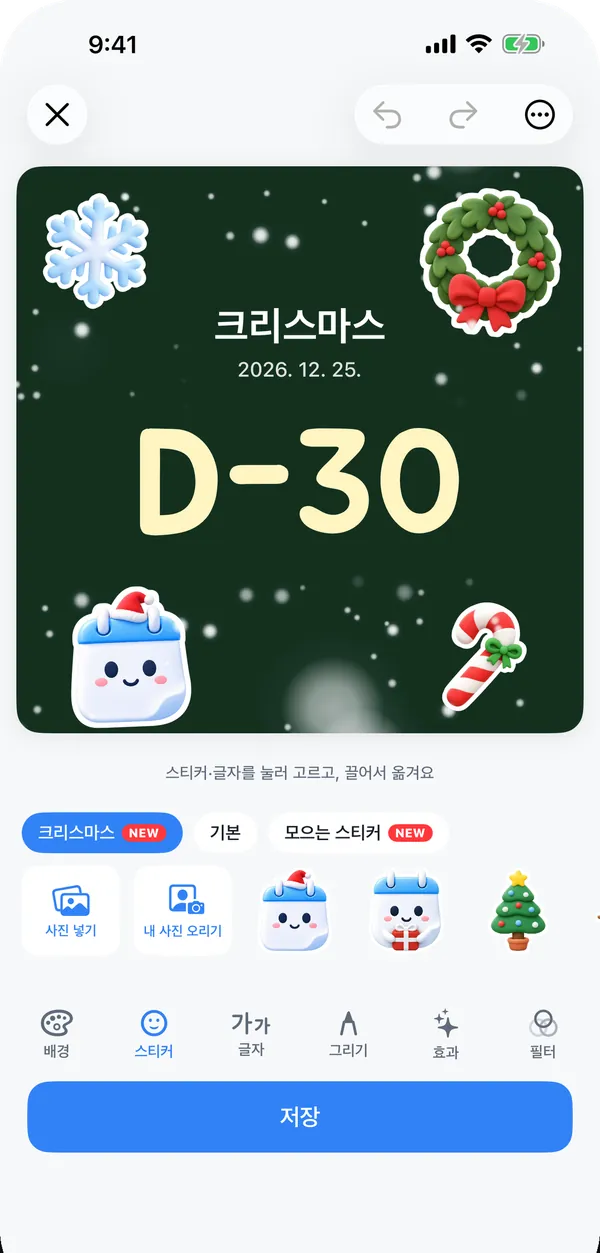 9:41
크리스마스
2026. 12. 25.
D-30
스티커·글자를 눌러 고르고, 끌어서 옮겨요
크리스마스 NEW 기본 모으는 스티커 NEW
사진 넣기 내 사진 오리기
가가
배경 스티커 글자 그리기 효과 필터
저장